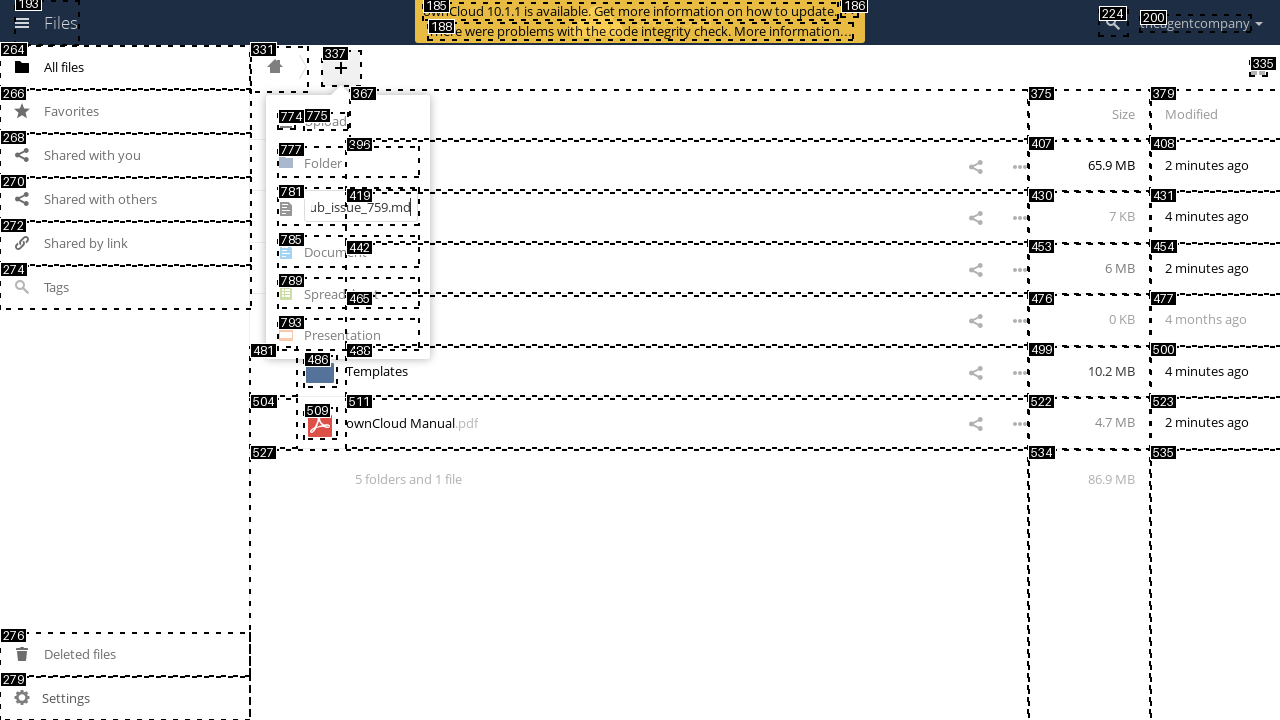 193
Files
185
ownCloud 10.1.1 is available. Get more information on how to update.
186
188
There were problems with the code integrity check. More information…
224
200
theagentcompany
264
All files
331
337
335
266
Favorites
367
375
Size
379
Modified
774
775
Upload
268
Shared with you
777
Folder
396
407
65.9 MB
408
2 minutes ago
270
Shared with others
781
ub_issue_759.md
419
430
7 KB
431
4 minutes ago
272
Shared by link
785
Document
442
453
6 MB
454
2 minutes ago
274
Tags
789
Spreadsheet
465
476
0 KB
477
4 months ago
793
Presentation
481
486
Templates
499
10.2 MB
500
4 minutes ago
504
509
511
ownCloud Manual.pdf
522
4.7 MB
523
2 minutes ago
527
5 folders and 1 file
534
86.9 MB
535
276
Deleted files
279
Settings